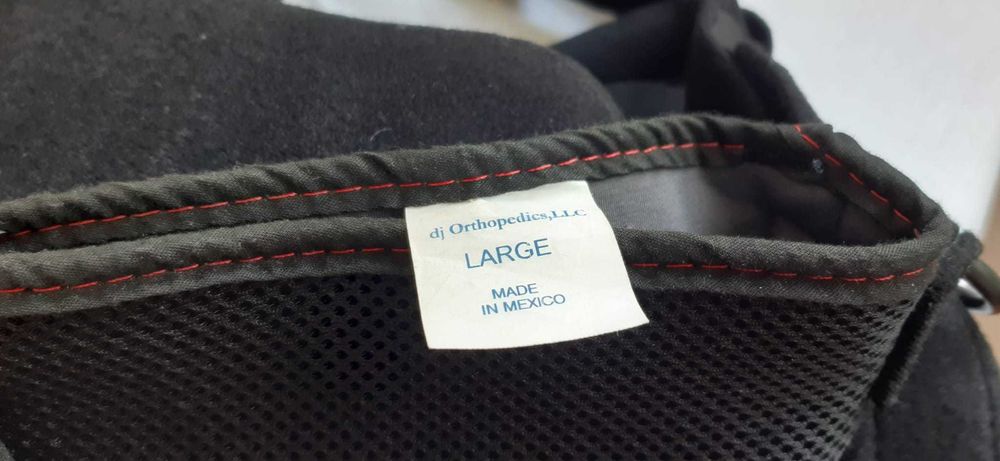 dj Orthopedics,LLC
LARGE
MADE
IN MEXICO